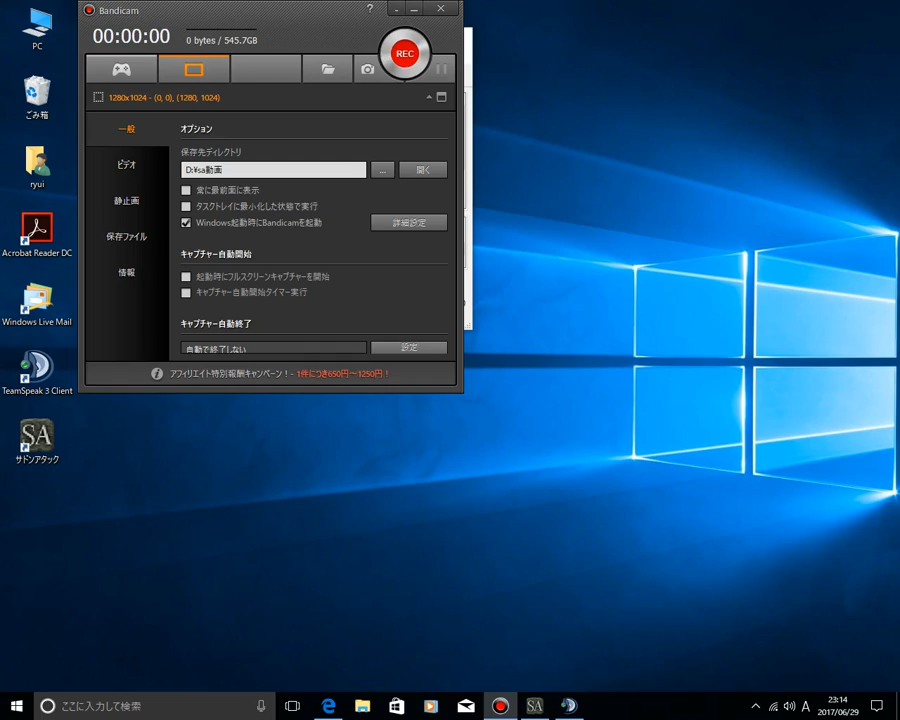 PC
ごみ箱
ryui
Acrobat Reader DC
Windows Live Mail
TeamSpeak 3 Client
SA
サドンアタック
Bandicam
?
00:00:00
0 bytes / 545.7GB
REC
1280x1024 - (0, 0), (1280, 1024)
一般
ビデオ
静止画
保存ファイル
情報
オプション
保存先ディレクトリ
D:¥sa動画
...
開く
常に最前面に表示
タスクトレイに最小化した状態で実行
Windows起動時にBandicamを起動
詳細設定
キャプチャー自動開始
起動時にフルスクリーンキャプチャーを開始
キャプチャー自動開始タイマー実行
キャプチャー自動終了
自動で終了しない
設定
アフィリエイト特別報酬キャンペーン！- 1件につき650円～1250円！
ここに入力して検索
SA
A
23:14
2017/06/29